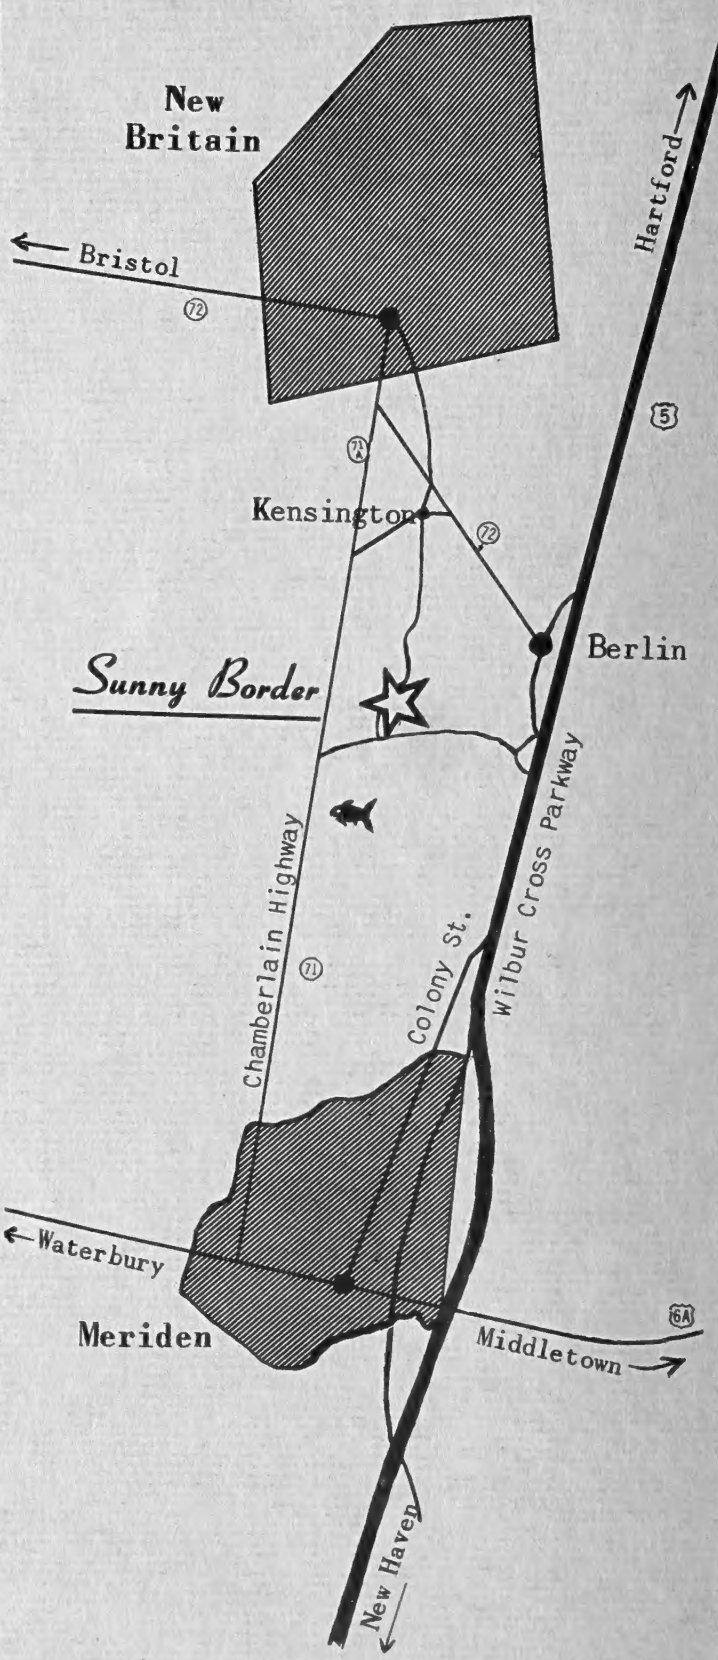 New
Britain
Hartford
Bristol
72
5
71
A
Kensington
72
Berlin
Sunny Border
Wilbur Cross Parkway
Chamberlain Highway
Colony St.
71
Waterbury
6A
Meriden
Middletown
New Haven